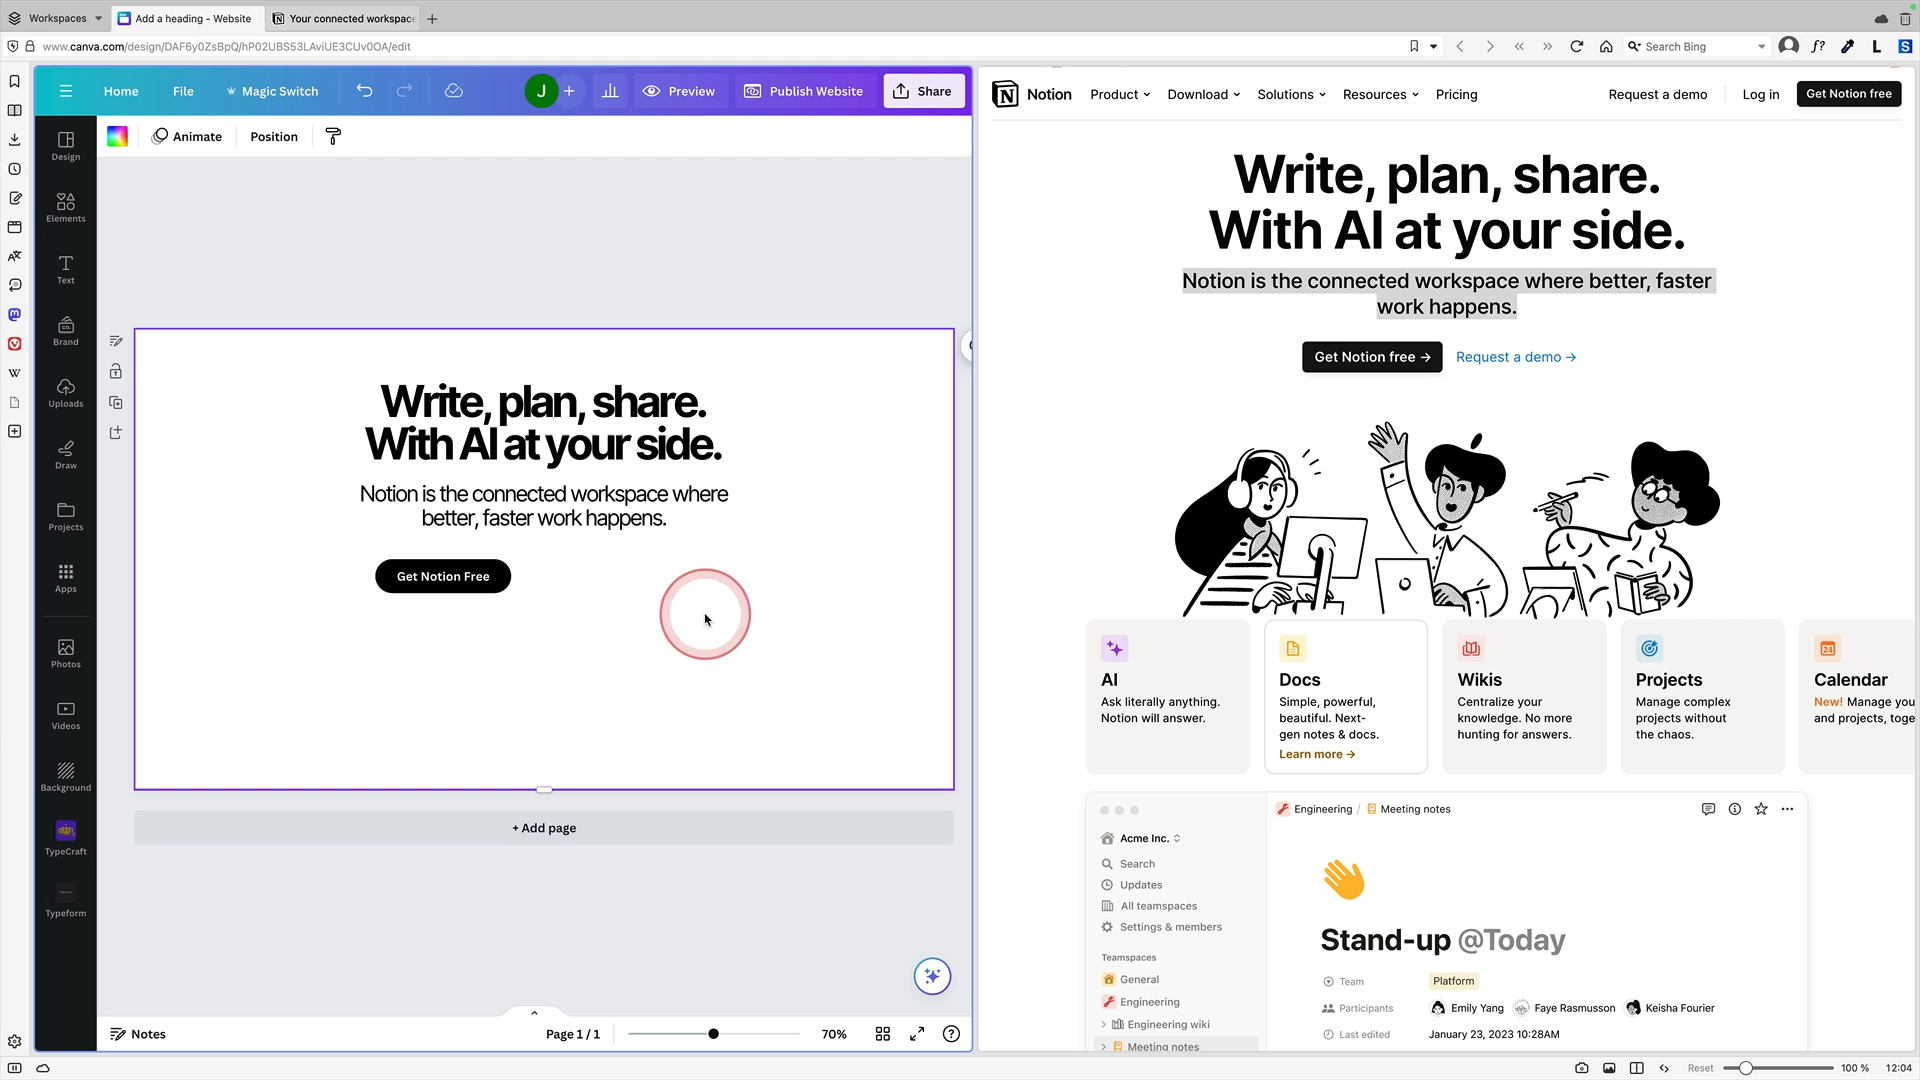 Workspaces
Add a heading - Website
Your connected workspace
www.canva.com/design/DAF6y0ZsBpQ/hP02UBS53LAviUE3CUv0OA/edit
Search Bing
Home
File
Magic Switch
J
Preview
Publish Website
Share
Animate
Position
Design
Elements
Text
Brand
Uploads
Draw
Projects
Apps
Photos
Videos
Background
TypeCraft
Typeform
Write, plan, share.
With AI at your side.
Notion is the connected workspace where
better, faster work happens.
Get Notion Free
+ Add page
Notes
Page 1 / 1
70%
Notion
Product
Download
Solutions
Resources
Pricing
Request a demo
Log in
Get Notion free
Write, plan, share.
With AI at your side.
Notion is the connected workspace where better, faster
work happens.
Get Notion free →
Request a demo →
AI
Ask literally anything.
Notion will answer.
Docs
Simple, powerful,
beautiful. Next-
gen notes & docs.
Learn more →
Wikis
Centralize your
knowledge. No more
hunting for answers.
Projects
Manage complex
projects without
the chaos.
24
Calendar
New! Manage you
and projects, toge
Acme Inc.
Search
Updates
All teamspaces
Settings & members
Teamspaces
General
Engineering
Engineering wiki
Meeting notes
Engineering / Meeting notes
Stand-up @Today
Team
Platform
Participants
Emily Yang
Faye Rasmusson
Keisha Fourier
Last edited
January 23, 2023 10:28AM
Reset
100 %
12:04